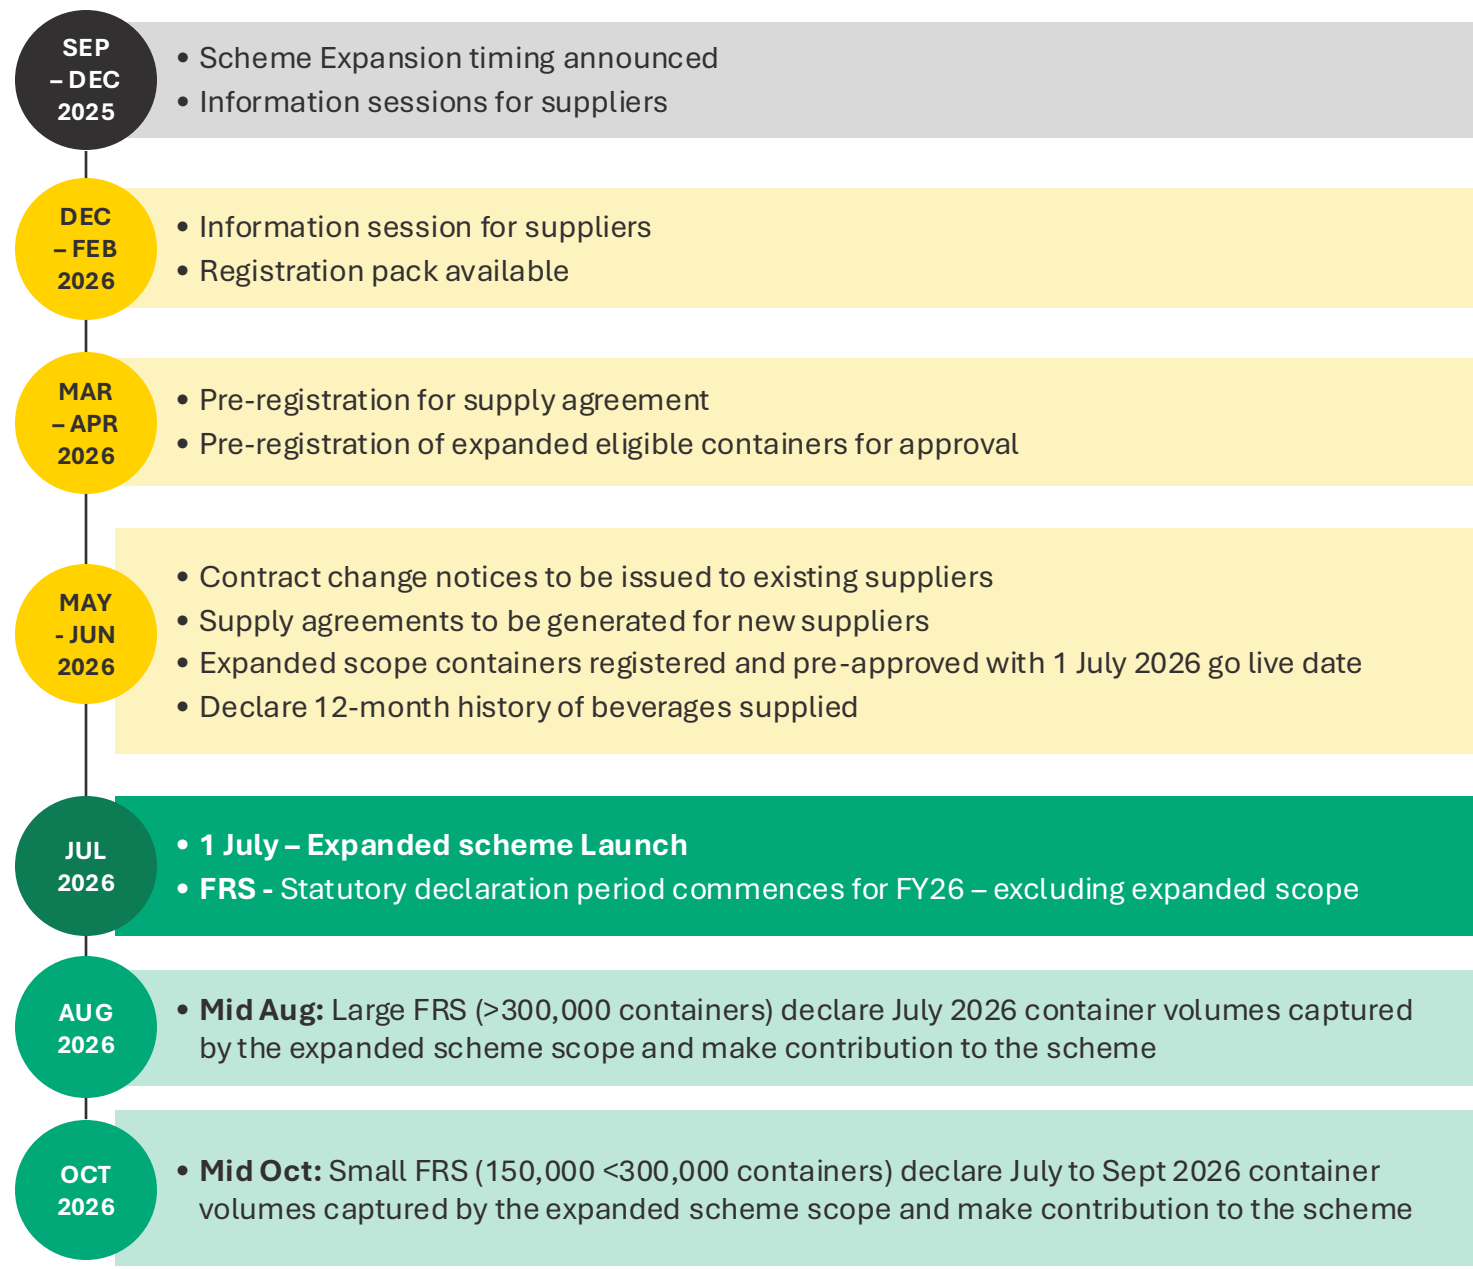 SEP
– DEC
2025
• Scheme Expansion timing announced
• Information sessions for suppliers
DEC
– FEB
2026
• Information session for suppliers
• Registration pack available
MAR
– APR
2026
• Pre-registration for supply agreement
• Pre-registration of expanded eligible containers for approval
MAY
- JUN
2026
• Contract change notices to be issued to existing suppliers
• Supply agreements to be generated for new suppliers
• Expanded scope containers registered and pre-approved with 1 July 2026 go live date
• Declare 12-month history of beverages supplied
JUL
2026
• 1 July – Expanded scheme Launch
• FRS - Statutory declaration period commences for FY26 – excluding expanded scope
AUG
2026
• Mid Aug: Large FRS (>300,000 containers) declare July 2026 container volumes captured
by the expanded scheme scope and make contribution to the scheme
OCT
2026
• Mid Oct: Small FRS (150,000 <300,000 containers) declare July to Sept 2026 container
volumes captured by the expanded scheme scope and make contribution to the scheme